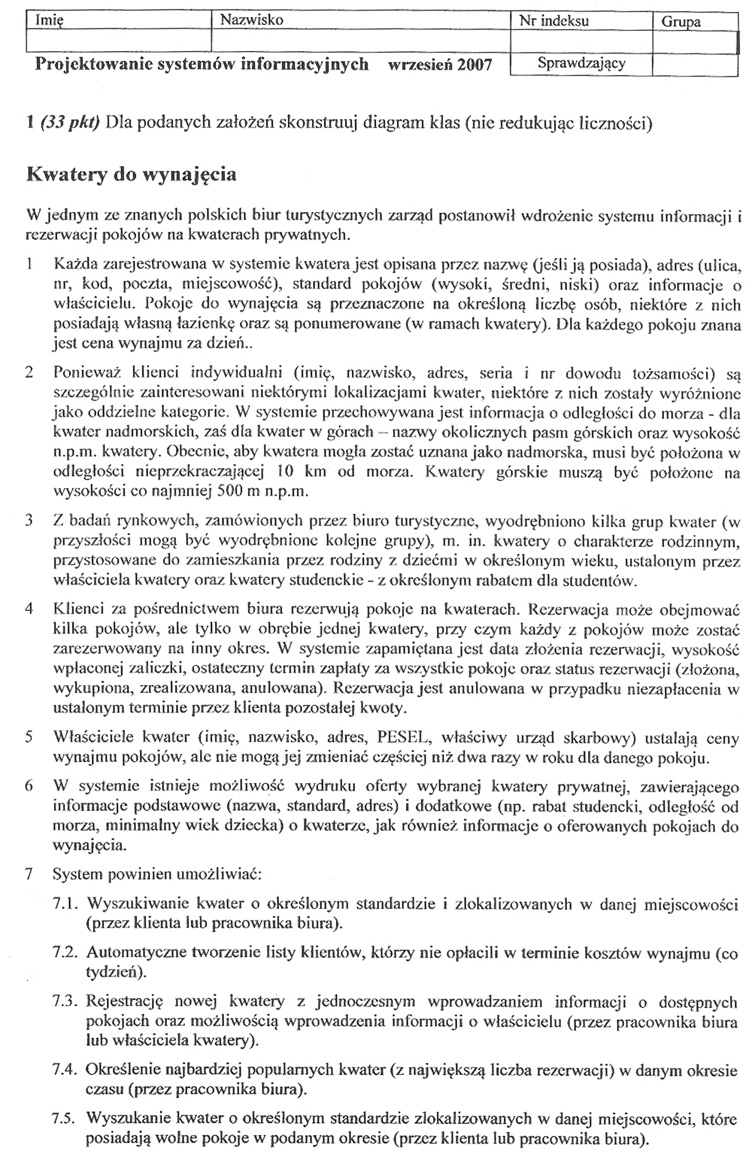 Imię Nazwisko Nr indeksu Grupa
Projektowanie systemów informacyjnych wrzesień 2007 Sprawdzający
1 (33 pkt) Dla podanych założeń skonstruuj diagram klas (nie redukując liczności)
Kwatery do wynajęcia
W jednym ze znanych polskich biur turystycznych zarząd postanowił wdrożenie systemu informacji i
rezerwacji pokojów na kwaterach prywatnych.
1 Każda zarejestrowana w systemie kwatera jest opisana przez nazwę (jeśli ją posiada), adres (ulica,
nr, kod, poczta, miejscowość), standard pokojów (wysoki, średni, niski) oraz informacje o
właścicielu. Pokoje do wynajęcia są przeznaczone na określoną liczbę osób, niektóre z nich
posiadają własną łazienkę oraz są ponumerowane (w ramach kwatery). Dla każdego pokoju znana
jest cena wynajmu za dzień..
2 Ponieważ klienci indywidualni (imię, nazwisko, adres, seria i nr dowodu tożsamości) są
szczególnie zainteresowani niektórymi lokalizacjami kwater, niektóre z nich zostały wyróżnione
jako oddzielne kategorie. W systemie przechowywana jest informacja o odległości do morza - dla
kwater nadmorskich, zaś dla kwater w górach – nazwy okolicznych pasm górskich oraz wysokość
n.p.m. kwatery. Obecnie, aby kwatera mogła zostać uznana jako nadmorska, musi być położona w
odległości nieprzekraczającej 10 km od morza. Kwatery górskie muszą być położone na
wysokości co najmniej 500 m n.p.m.
3 Z badań rynkowych, zamówionych przez biuro turystyczne, wyodrębniono kilka grup kwater (w
przyszłości mogą być wyodrębnione kolejne grupy), m. in. kwatery o charakterze rodzinnym,
przystosowane do zamieszkania przez rodziny z dziećmi w określonym wieku, ustalonym przez
właściciela kwatery oraz kwatery studenckie - z określonym rabatem dla studentów.
4 Klienci za pośrednictwem biura rezerwują pokoje na kwaterach. Rezerwacja może obejmować
kilka pokojów, ale tylko w obrębie jednej kwatery, przy czym każdy z pokojów może zostać
zarezerwowany na inny okres. W systemie zapamiętana jest data złożenia rezerwacji, wysokość
wpłaconej zaliczki, ostateczny termin zapłaty za wszystkie pokoje oraz status rezerwacji (złożona,
wykupiona, zrealizowana, anulowana). Rezerwacja jest anulowana w przypadku niezapłacenia w
ustalonym terminie przez klienta pozostałej kwoty.
5 Właściciele kwater (imię, nazwisko, adres, PESEL, właściwy urząd skarbowy) ustalają ceny
wynajmu pokojów, ale nie mogą jej zmieniać częściej niż dwa razy w roku dla danego pokoju.
6 W systemie istnieje możliwość wydruku oferty wybranej kwatery prywatnej, zawierającego
informacje podstawowe (nazwa, standard, adres) i dodatkowe (np. rabat studencki, odległość od
morza, minimalny wiek dziecka) o kwaterze, jak również informacje o oferowanych pokojach do
wynajęcia.
7 System powinien umożliwiać:
7.1. Wyszukiwanie kwater o określonym standardzie i zlokalizowanych w danej miejscowości
(przez klienta lub pracownika biura).
7.2. Automatyczne tworzenie listy klientów, którzy nie opłacili w terminie kosztów wynajmu (co
tydzień).
7.3. Rejestrację nowej kwatery z jednoczesnym wprowadzaniem informacji o dostępnych
pokojach oraz możliwością wprowadzenia informacji o właścicielu (przez pracownika biura
lub właściciela kwatery).
7.4. Określenie najbardziej popularnych kwater (z największą liczba rezerwacji) w danym okresie
czasu (przez pracownika biura).
7.5. Wyszukanie kwater o określonym standardzie zlokalizowanych w danej miejscowości, które
posiadają wolne pokoje w podanym okresie (przez klienta lub pracownika biura).